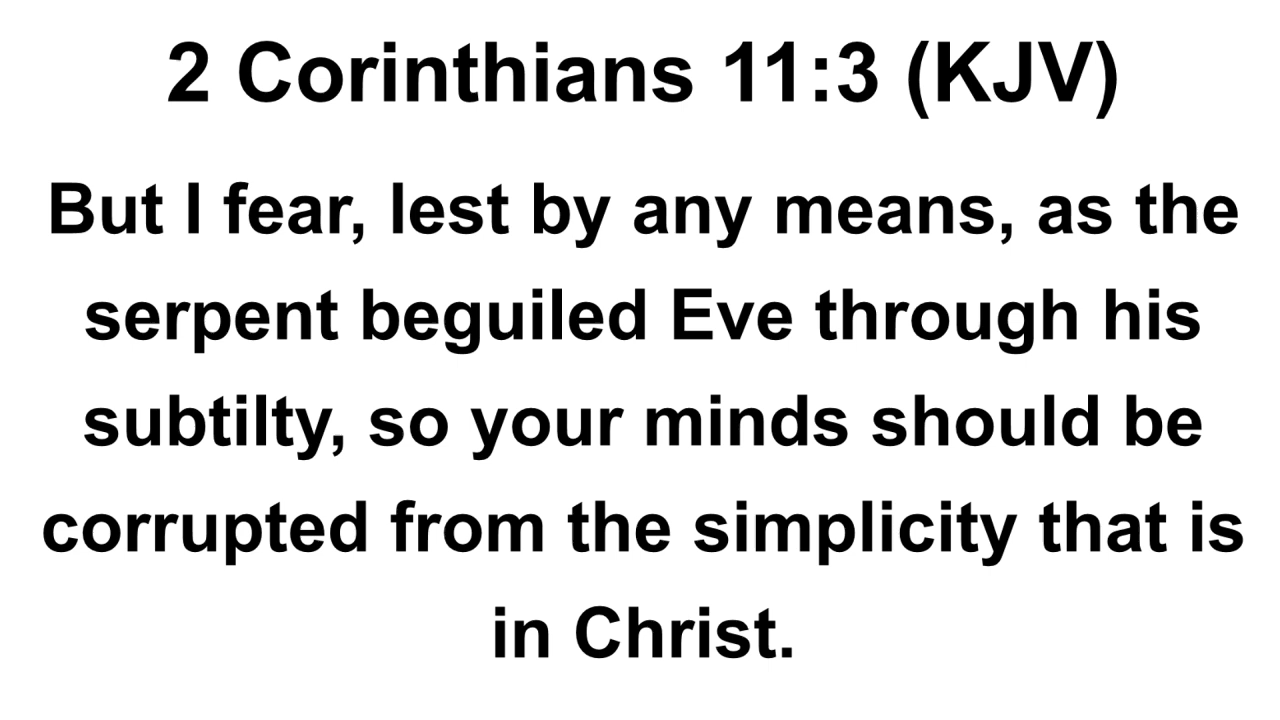 2 Corinthians 11:3 (KJV)
But I fear, lest by any means, as the
serpent beguiled Eve through his
subtilty, so your minds should be
corrupted from the simplicity that is
in Christ.